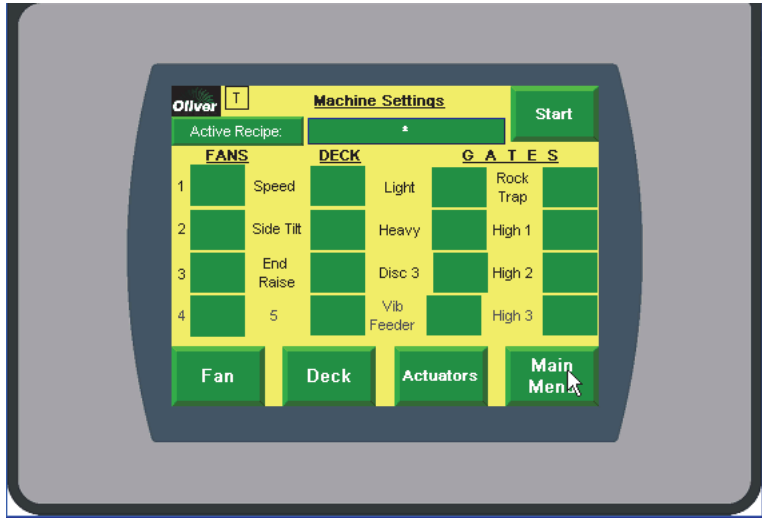 Oliver T Machine Settings Start
Active Recipe: *
FANS DECK G A T E S
1 Speed Light Rock
Trap
2 Side Tilt Heavy High 1
3 End
Raise Disc 3 High 2
4 5 Vib
Feeder High 3
Fan Deck Actuators Main
Menu